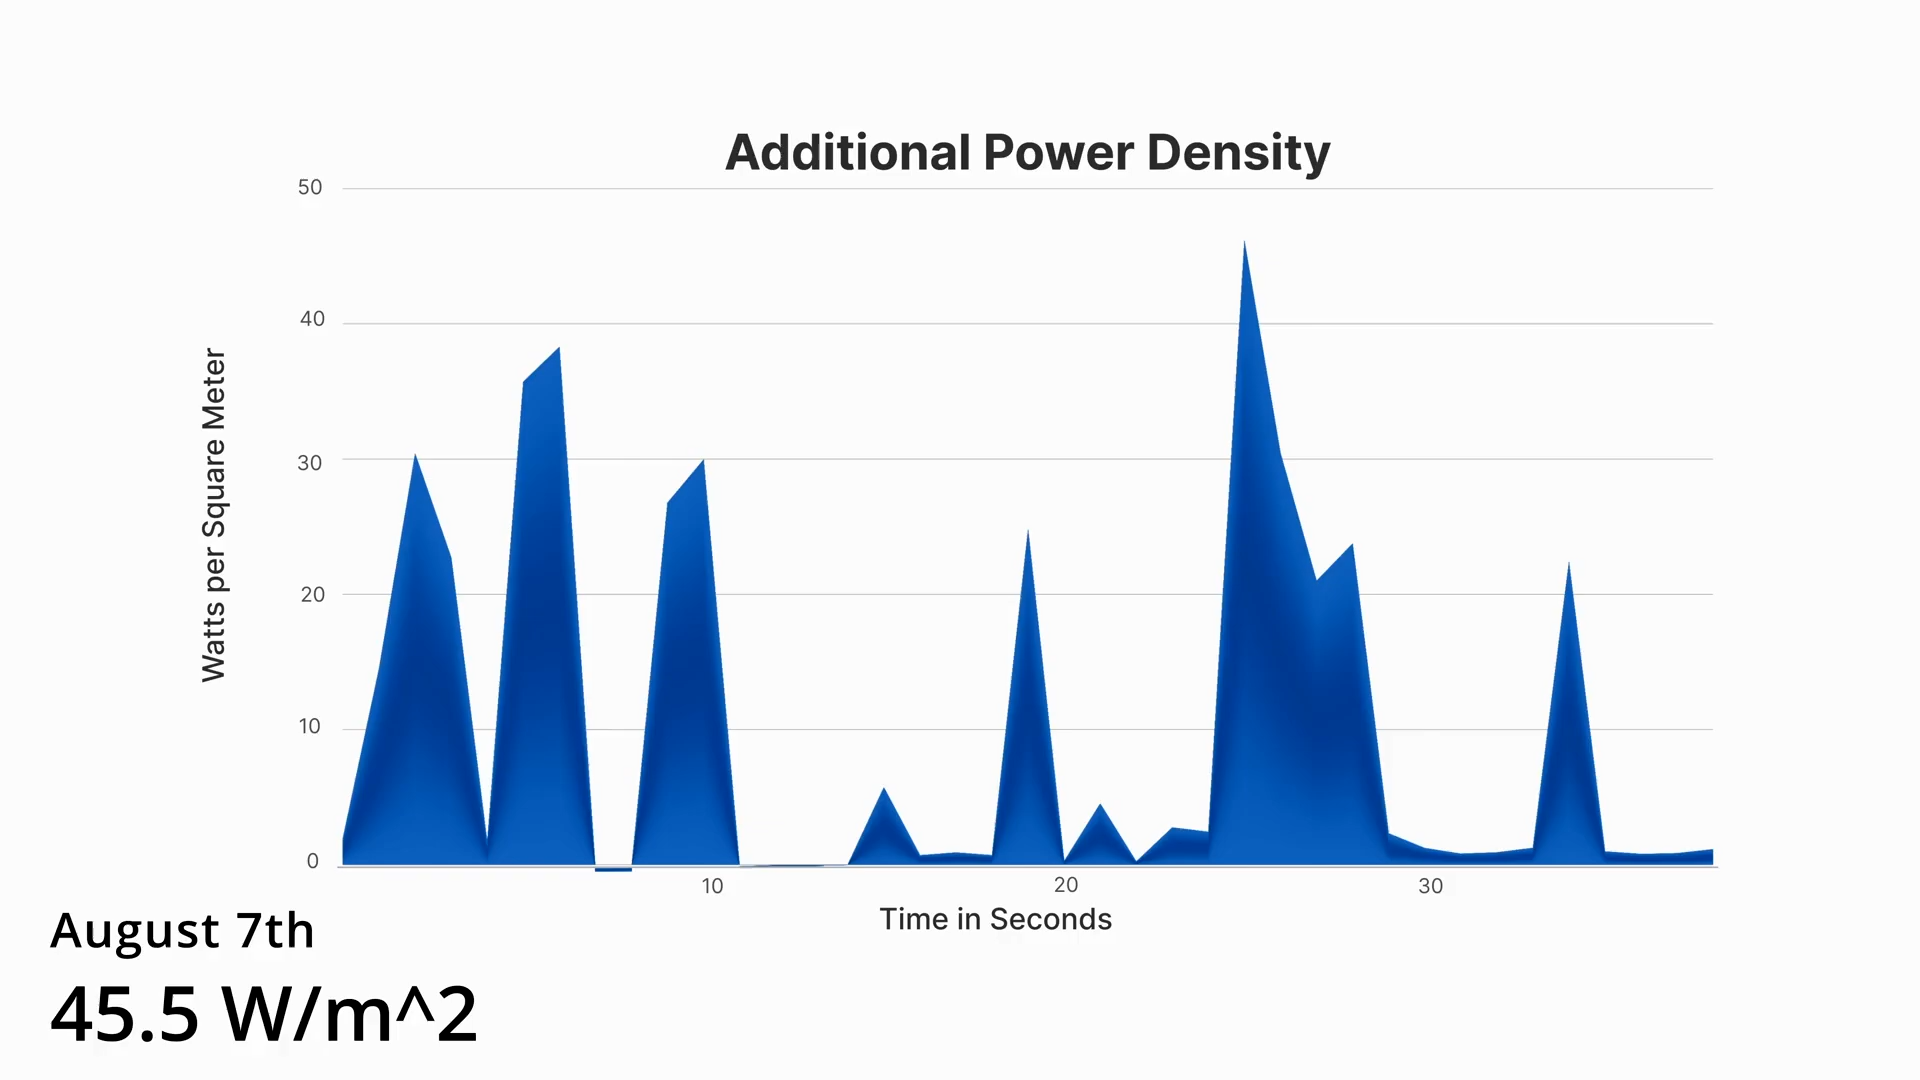 Additional Power Density
50
40
30
20
10
0
Watts per Square Meter
10
20
30
Time in Seconds
August 7th
45.5 W/m^2